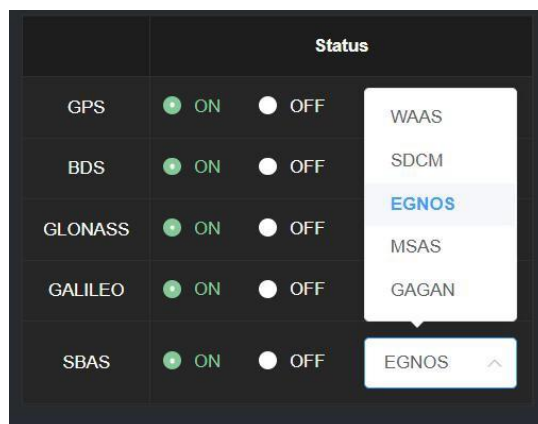 Status
GPS ON OFF
BDS ON OFF
GLONASS ON OFF
GALILEO ON OFF
SBAS ON OFF EGNOS
WAAS
SDCM
EGNOS
MSAS
GAGAN